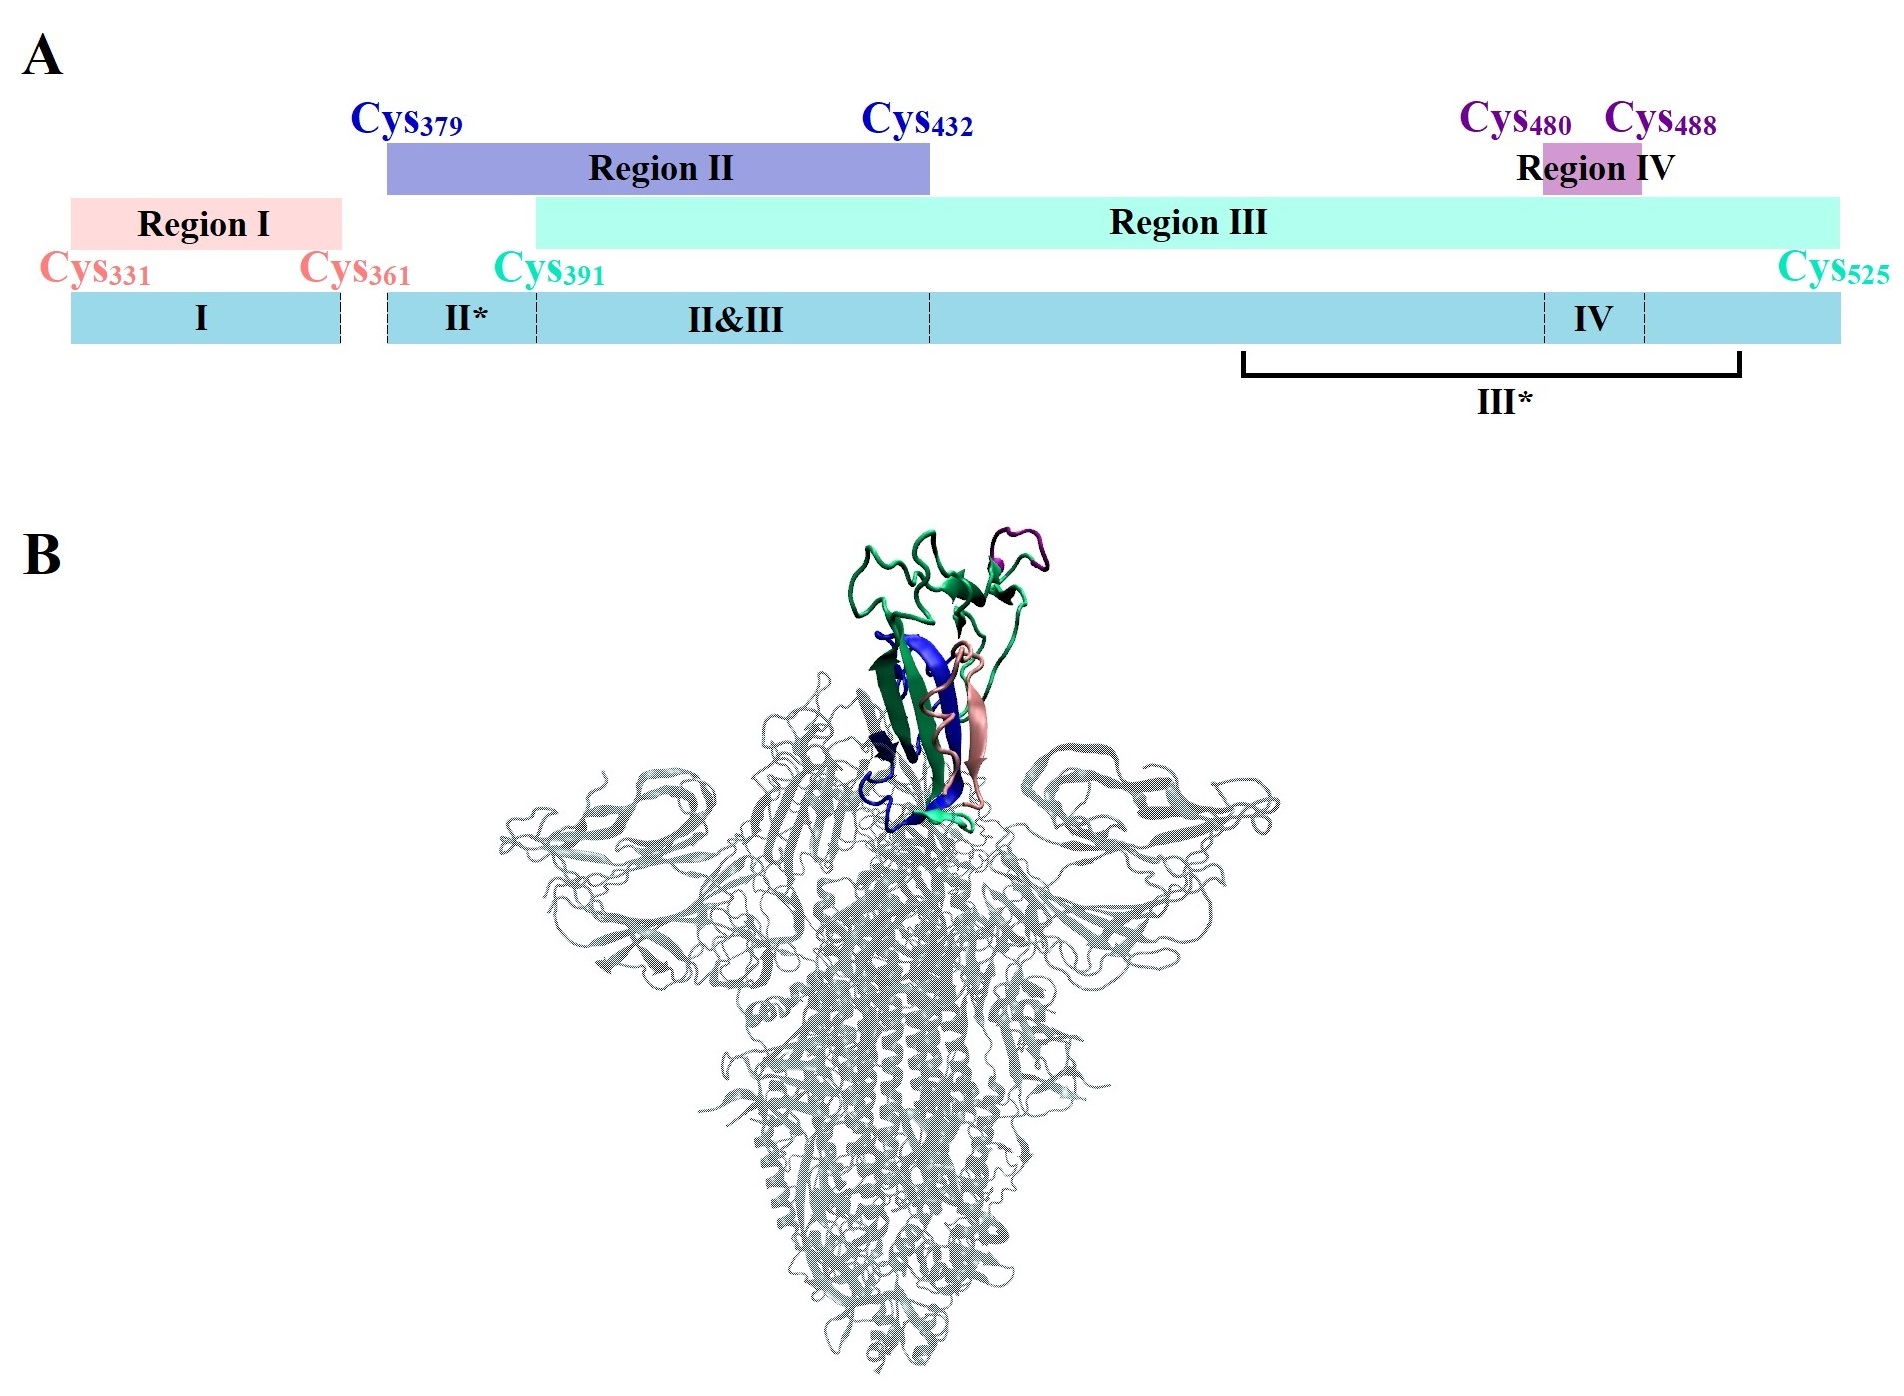 A
Cys379 Cys432 Cys480 Cys488
Region II Region IV
Region I Region III
Cys331 Cys361 Cys391 Cys525
I II* II&III IV
III*
B